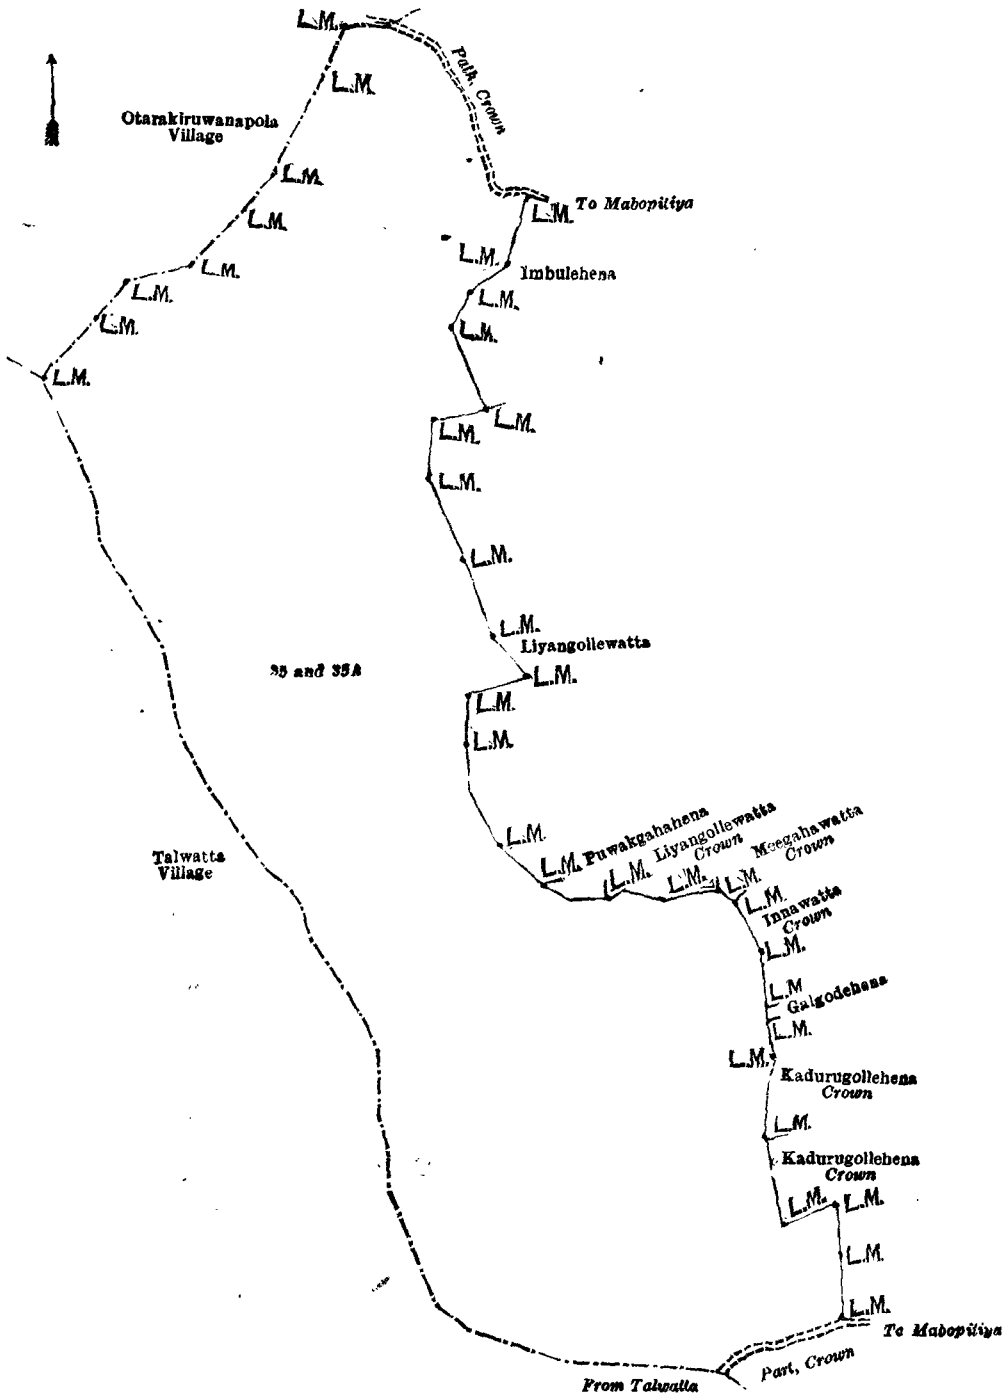 L.M.
L.M.
Path, Crown
Otarakiruwanapola
Village
L.M.
L.M.
To Mabopitiya
L.M.
L.M.
L.M.
Imbulehena
L.M.
L.M.
L.M.
L.M.
L.M.
L.M.
L.M.
L.M.
L.M.
L.M.
Liyangollewatta
35 and 35A
L.M.
L.M.
L.M.
L.M.
Puwakgahahena
Liyangollewatta
Crown
Meegahawatta
Crown
Talwatta
Village
L.M.
L.M.
L.M.
L.M.
L.M.
Innawatta
Crown
L.M.
L.M
Galgodehena
L.M.
L.M.
Kadurugollehena
Crown
L.M.
Kadurugollehena
Crown
L.M.
L.M.
L.M.
L.M.
To Mabopitiya
Part, Crown
From Talwatta